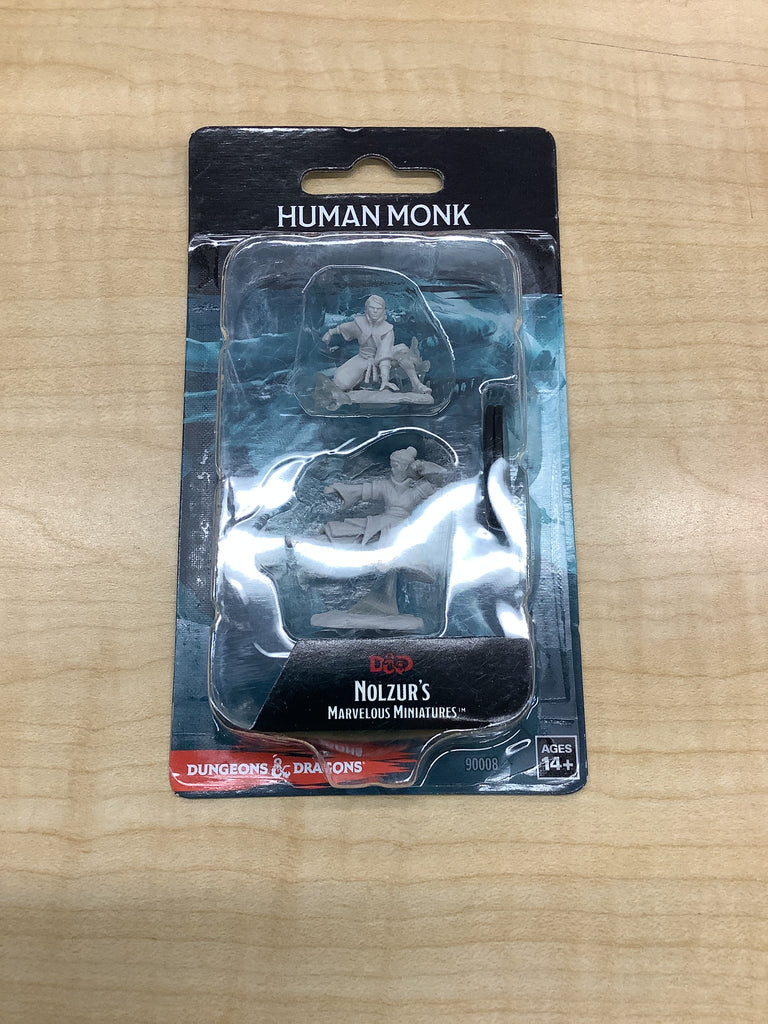 HUMAN MONK
D&D
NOLZUR'S
MARVELOUS MINIATURES™
DUNGEONS & DRAGONS®
90008
AGES
14+